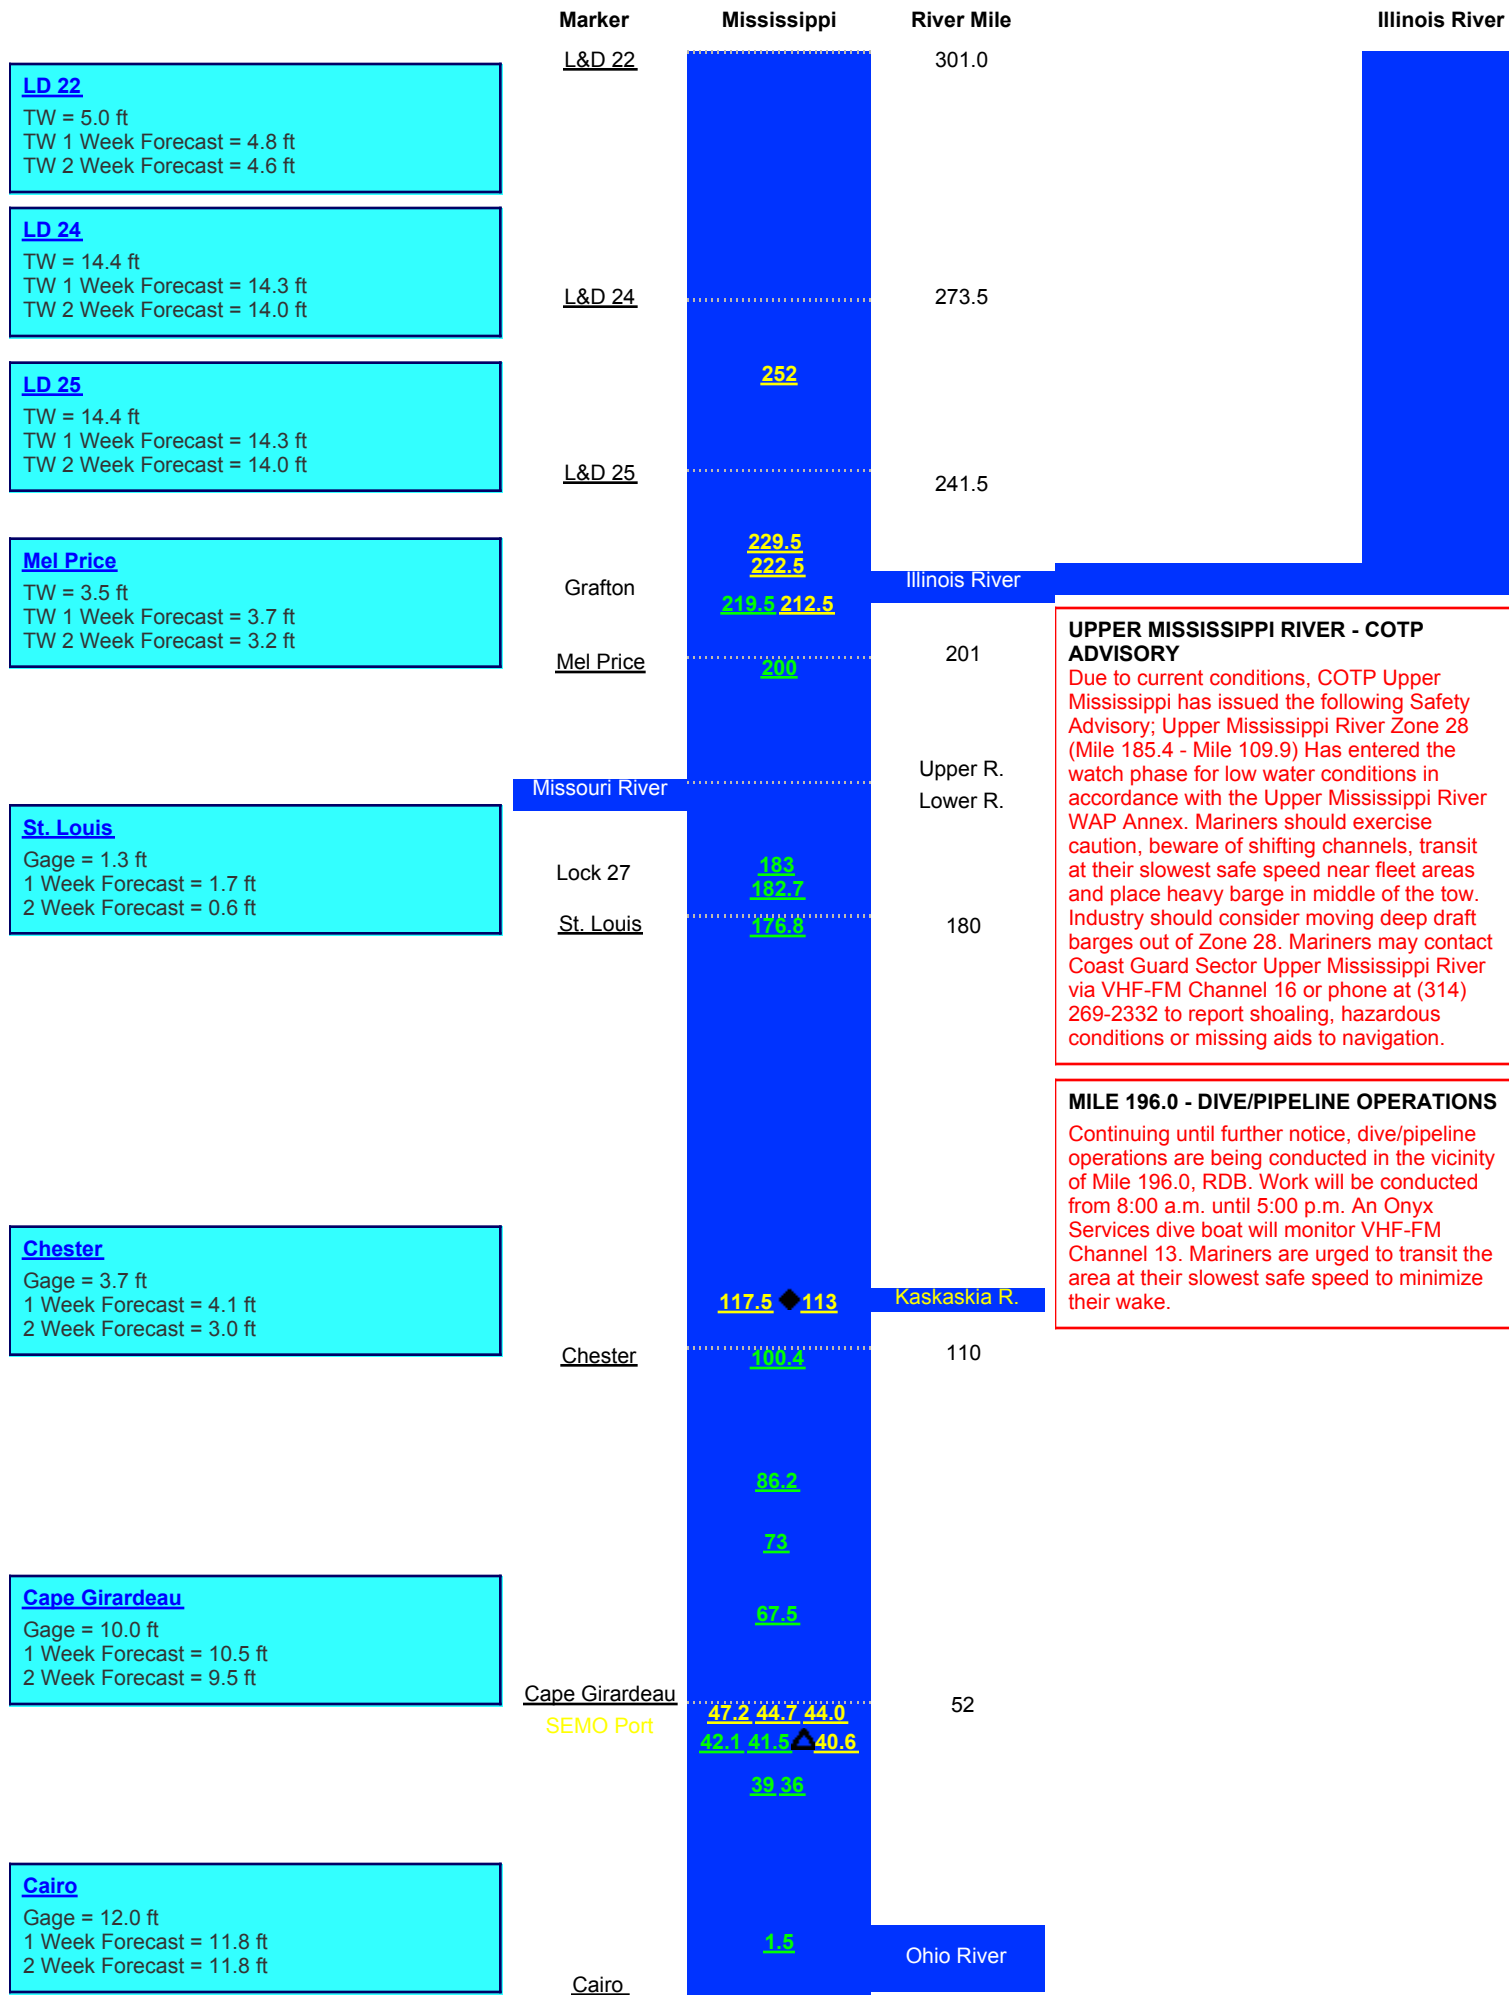 Marker Mississippi River Mile Illinois River
L&D 22 301.0
LD 22
TW = 5.0 ft
TW 1 Week Forecast = 4.8 ft
TW 2 Week Forecast = 4.6 ft
LD 24
TW = 14.4 ft
TW 1 Week Forecast = 14.3 ft
TW 2 Week Forecast = 14.0 ft
L&D 24 273.5
LD 25
TW = 14.4 ft
TW 1 Week Forecast = 14.3 ft
TW 2 Week Forecast = 14.0 ft
252
L&D 25 241.5
Mel Price
TW = 3.5 ft
TW 1 Week Forecast = 3.7 ft
TW 2 Week Forecast = 3.2 ft
229.5
222.5
Illinois River
Grafton
219.5 212.5
Mel Price 200 201
UPPER MISSISSIPPI RIVER - COTP
ADVISORY
Due to current conditions, COTP Upper
Mississippi has issued the following Safety
Advisory; Upper Mississippi River Zone 28
(Mile 185.4 - Mile 109.9) Has entered the
watch phase for low water conditions in
accordance with the Upper Mississippi River
WAP Annex. Mariners should exercise
caution, beware of shifting channels, transit
at their slowest safe speed near fleet areas
and place heavy barge in middle of the tow.
Industry should consider moving deep draft
barges out of Zone 28. Mariners may contact
Coast Guard Sector Upper Mississippi River
via VHF-FM Channel 16 or phone at (314)
269-2332 to report shoaling, hazardous
conditions or missing aids to navigation.
Upper R.
Missouri River
Lower R.
St. Louis
Gage = 1.3 ft
1 Week Forecast = 1.7 ft
2 Week Forecast = 0.6 ft
Lock 27 183
182.7
St. Louis 176.8 180
MILE 196.0 - DIVE/PIPELINE OPERATIONS
Continuing until further notice, dive/pipeline
operations are being conducted in the vicinity
of Mile 196.0, RDB. Work will be conducted
from 8:00 a.m. until 5:00 p.m. An Onyx
Services dive boat will monitor VHF-FM
Channel 13. Mariners are urged to transit the
area at their slowest safe speed to minimize
their wake.
Chester
Gage = 3.7 ft
1 Week Forecast = 4.1 ft
2 Week Forecast = 3.0 ft
117.5 113 Kaskaskia R.
Chester 100.4 110
86.2
73
Cape Girardeau
Gage = 10.0 ft
1 Week Forecast = 10.5 ft
2 Week Forecast = 9.5 ft
67.5
Cape Girardeau 52
47.2 44.7 44.0
SEMO Port
42.1 41.5 40.6
39 36
Cairo
Gage = 12.0 ft
1 Week Forecast = 11.8 ft
2 Week Forecast = 11.8 ft
1.5
Ohio River
Cairo